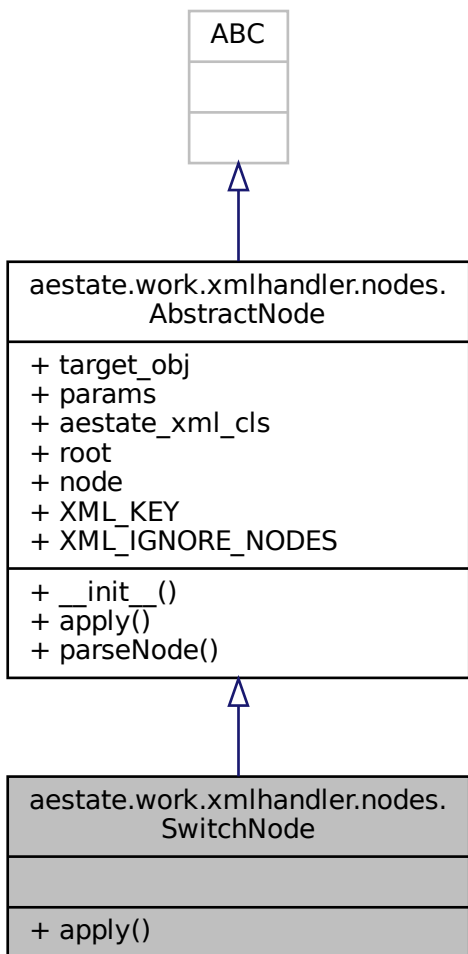 ABC
aestate.work.xmlhandler.nodes.
AbstractNode
+ target_obj
+ params
+ aestate_xml_cls
+ root
+ node
+ XML_KEY
+ XML_IGNORE_NODES
+ __init__()
+ apply()
+ parseNode()
aestate.work.xmlhandler.nodes.
SwitchNode
+ apply()